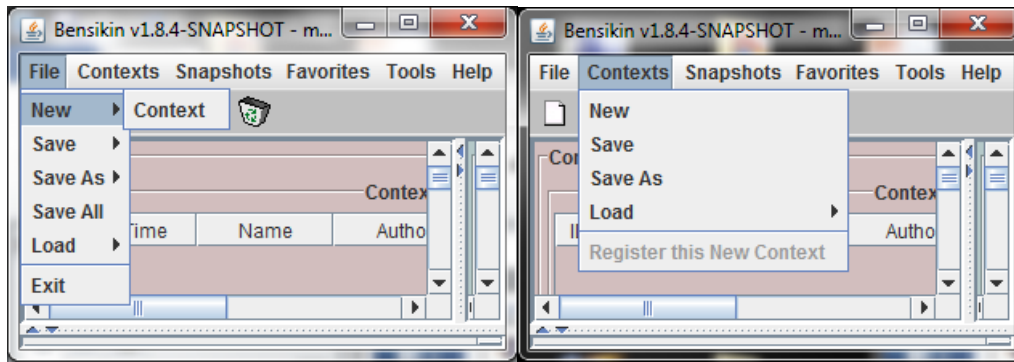 Bensikin v1.8.4-SNAPSHOT - m...
File Contexts Snapshots Favorites Tools Help
New Context
Save
Save As
Contex
Save All
Time Name Autho
Load
Exit
Bensikin v1.8.4-SNAPSHOT - m...
File Contexts Snapshots Favorites Tools Help
New
Save
Con
Save As
Contex
Load
Autho
Register this New Context